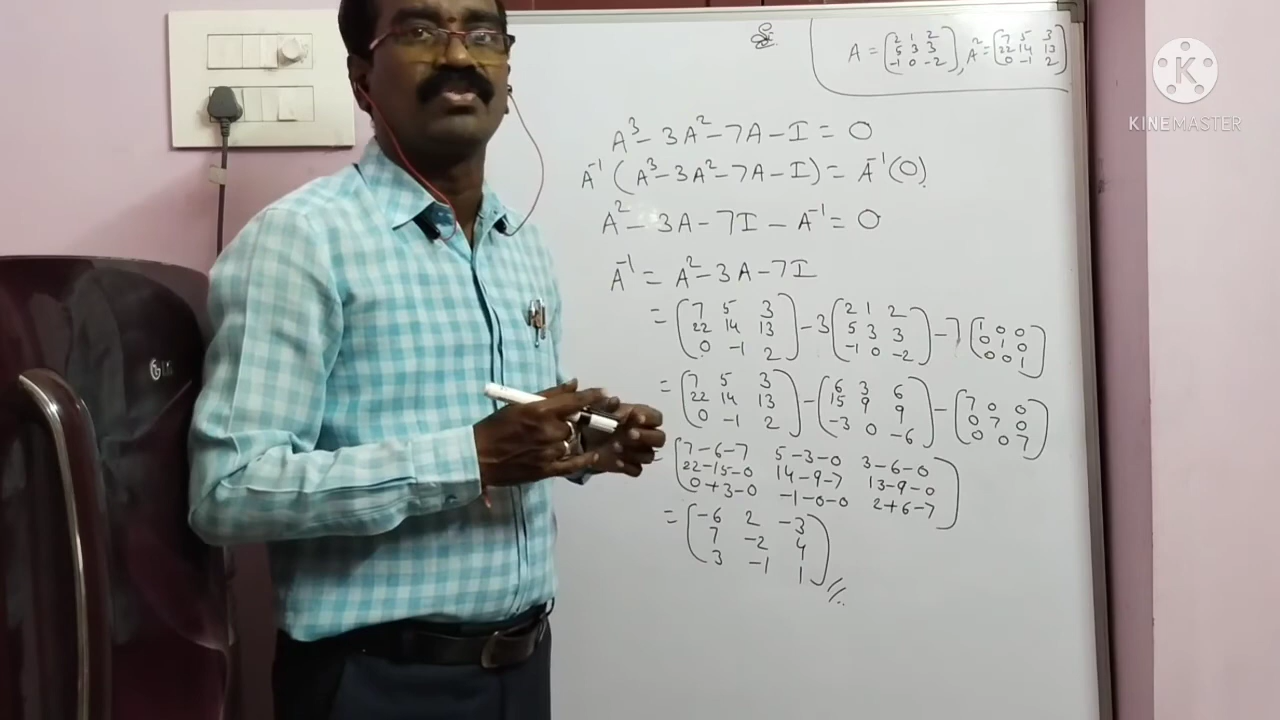 A = [2 1 2
5 3 3
-1 0 -2], A² = [7 5 3
22 14 13
0 -1 2]
KINEMASTER
A³ - 3A² - 7A - I = 0
A⁻¹(A³ - 3A² - 7A - I) = A⁻¹(0)
A² - 3A - 7I - A⁻¹ = 0
A⁻¹ = A² - 3A - 7I
= [7 5 3
22 14 13
0 -1 2] - 3 [2 1 2
5 3 3
-1 0 -2] - 7 [1 0 0
0 1 0
0 0 1]
= [7 5 3
22 14 13
0 -1 2] - [6 3 6
15 9 9
-3 0 -6] - [7 0 0
0 7 0
0 0 7]
[7-6-7 5-3-0 3-6-0
22-15-0 14-9-7 13-9-0
0+3-0 -1-0-0 2+6-7]
= [-6 2 -3
7 -2 4
3 -1 1]
LG